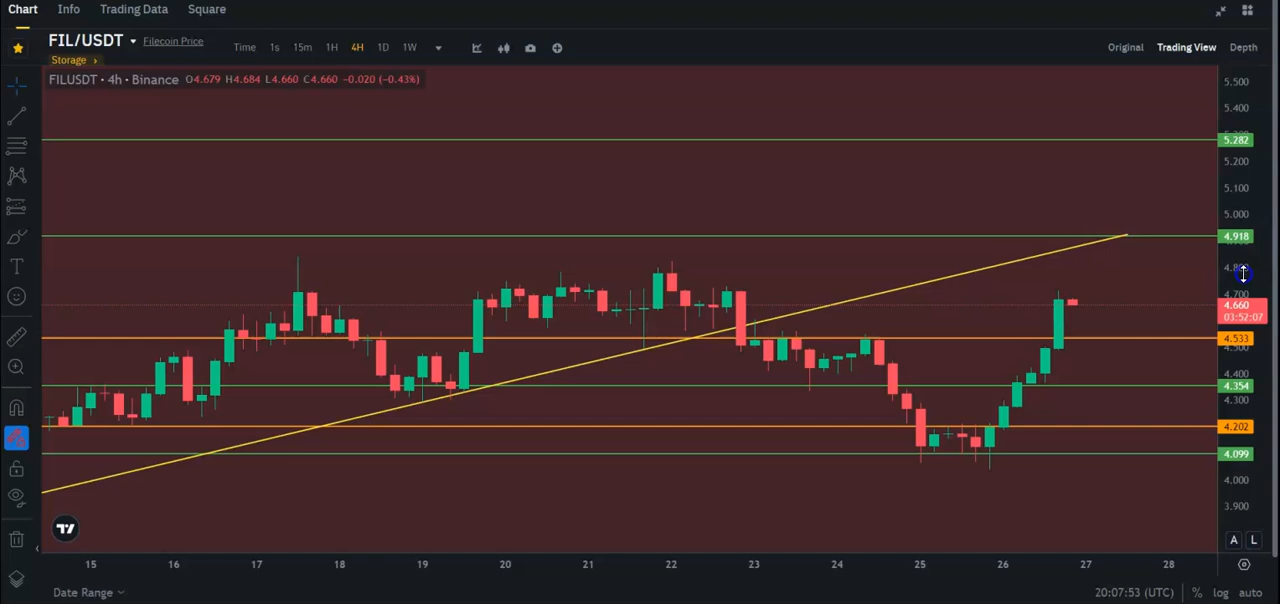 Chart Info Trading Data Square
FIL/USDT Filecoin Price Time 1s 15m 1H 4H 1D 1W Original Trading View Depth
Storage ›
FILUSDT • 4h • Binance O4.679 H4.684 L4.660 C4.660 −0.020 (−0.43%)
5.500
5.400
5.282
5.200
5.100
5.000
4.918
4.700
4.660
03:52:07
4.533
4.400
4.354
4.300
4.202
4.099
4.000
3.900
A L
15 16 17 18 19 20 21 22 23 24 25 26 27 28
Date Range 20:07:53 (UTC) % log auto